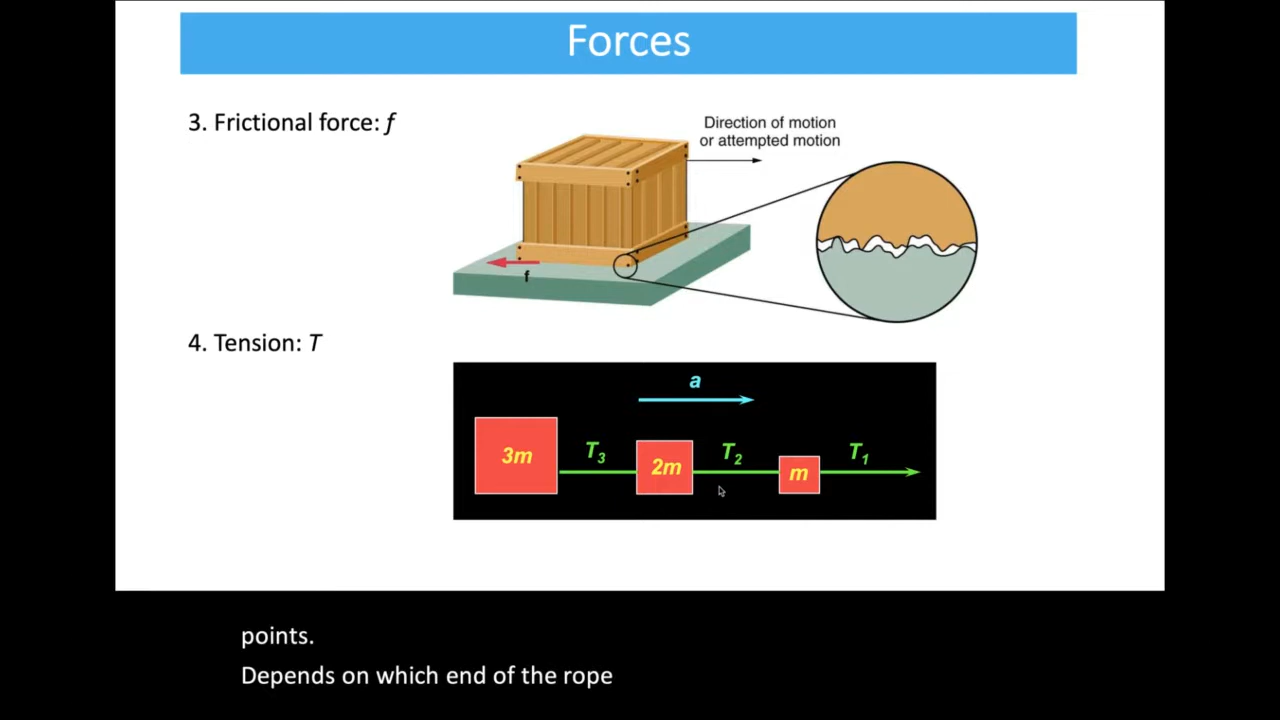 Forces
3. Frictional force: f
Direction of motion
or attempted motion
f
4. Tension: T
a
3m
T₃
2m
T₂
m
T₁
points.
Depends on which end of the rope